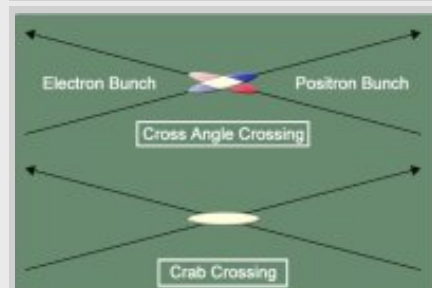 Electron Bunch
Positron Bunch
Cross Angle Crossing
Crab Crossing